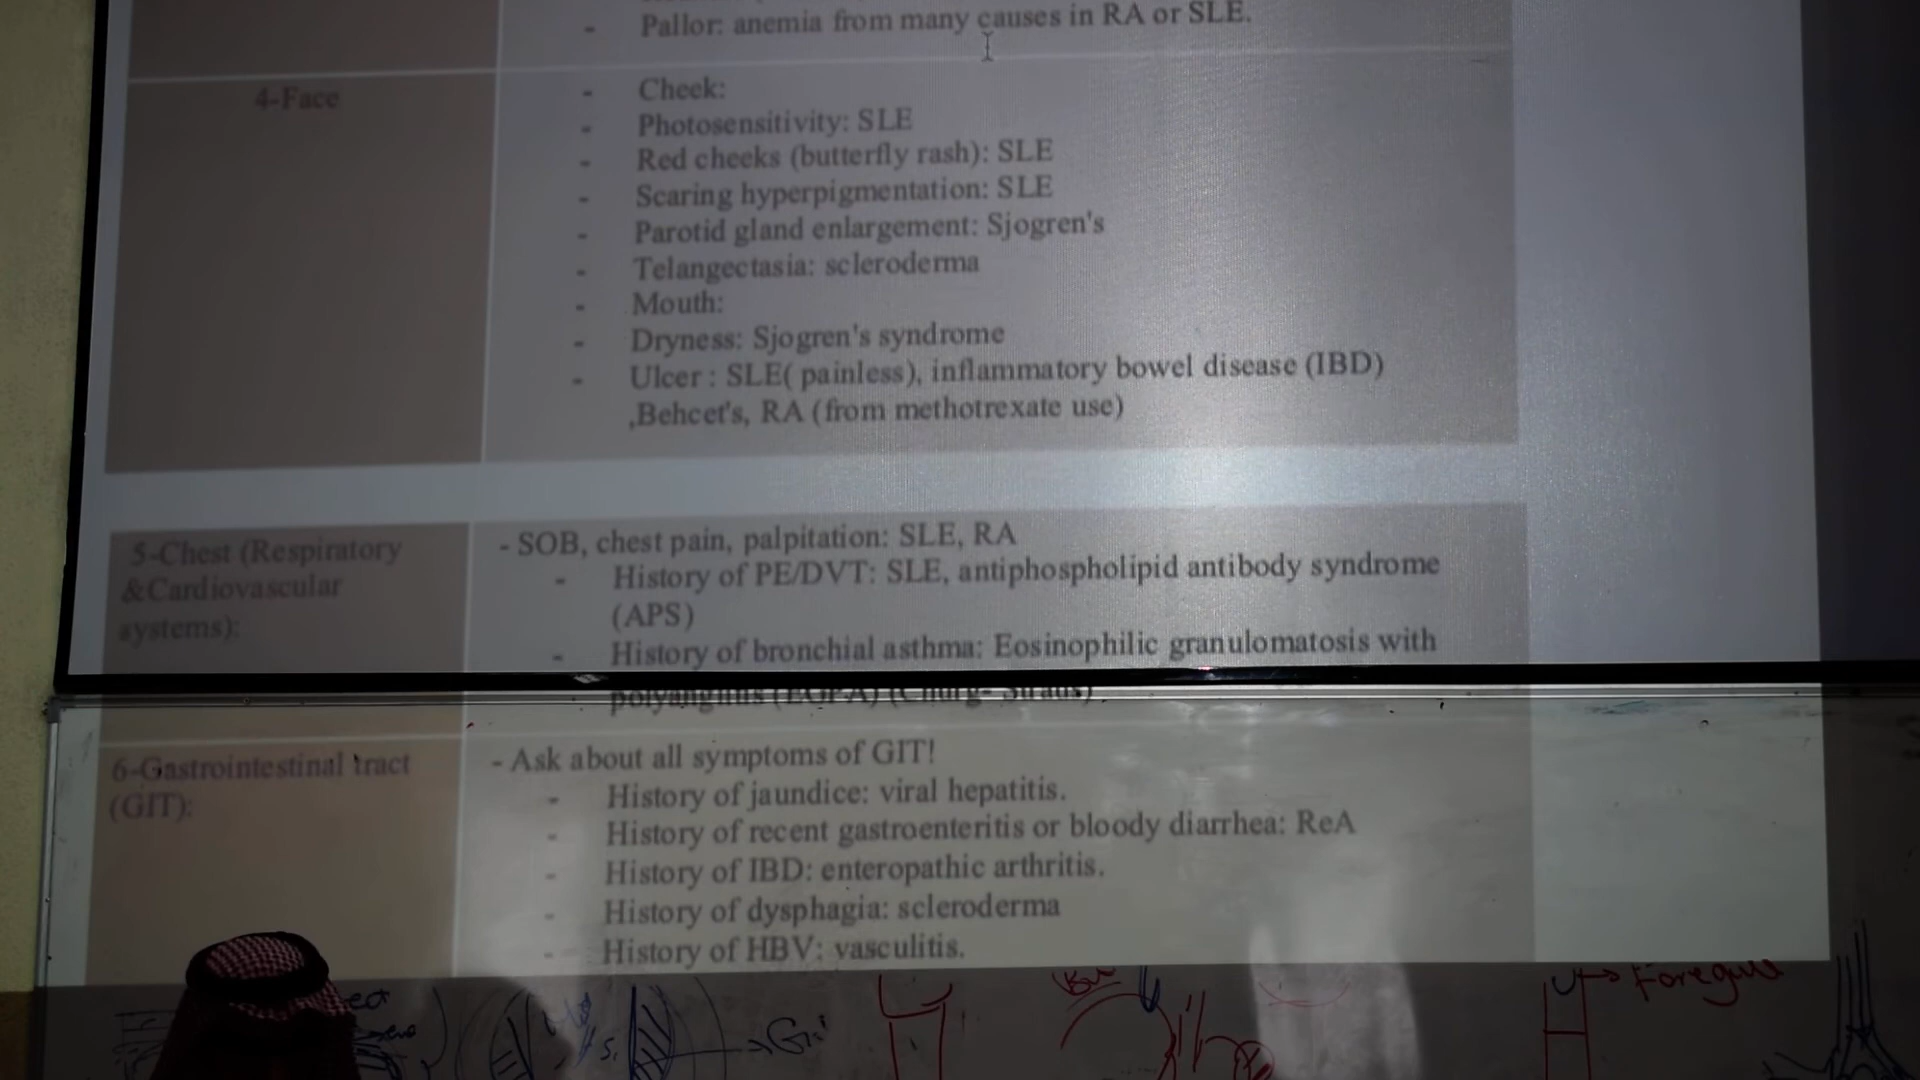 - Pallor: anemia from many causes in RA or SLE.
4-Face
- Cheek:
- Photosensitivity: SLE
- Red cheeks (butterfly rash): SLE
- Scaring hyperpigmentation: SLE
- Parotid gland enlargement: Sjogren's
- Telangectasia: scleroderma
- Mouth:
- Dryness: Sjogren's syndrome
- Ulcer : SLE( painless), inflammatory bowel disease (IBD)
,Behcet's, RA (from methotrexate use)
5-Chest (Respiratory
&Cardiovascular
systems):
- SOB, chest pain, palpitation: SLE, RA
- History of PE/DVT: SLE, antiphospholipid antibody syndrome
(APS)
- History of bronchial asthma: Eosinophilic granulomatosis with
polyangiitis (EGPA) (Churg- Straus)
6-Gastrointestinal tract
(GIT):
- Ask about all symptoms of GIT!
- History of jaundice: viral hepatitis.
- History of recent gastroenteritis or bloody diarrhea: ReA
- History of IBD: enteropathic arthritis.
- History of dysphagia: scleroderma
- History of HBV: vasculitis.